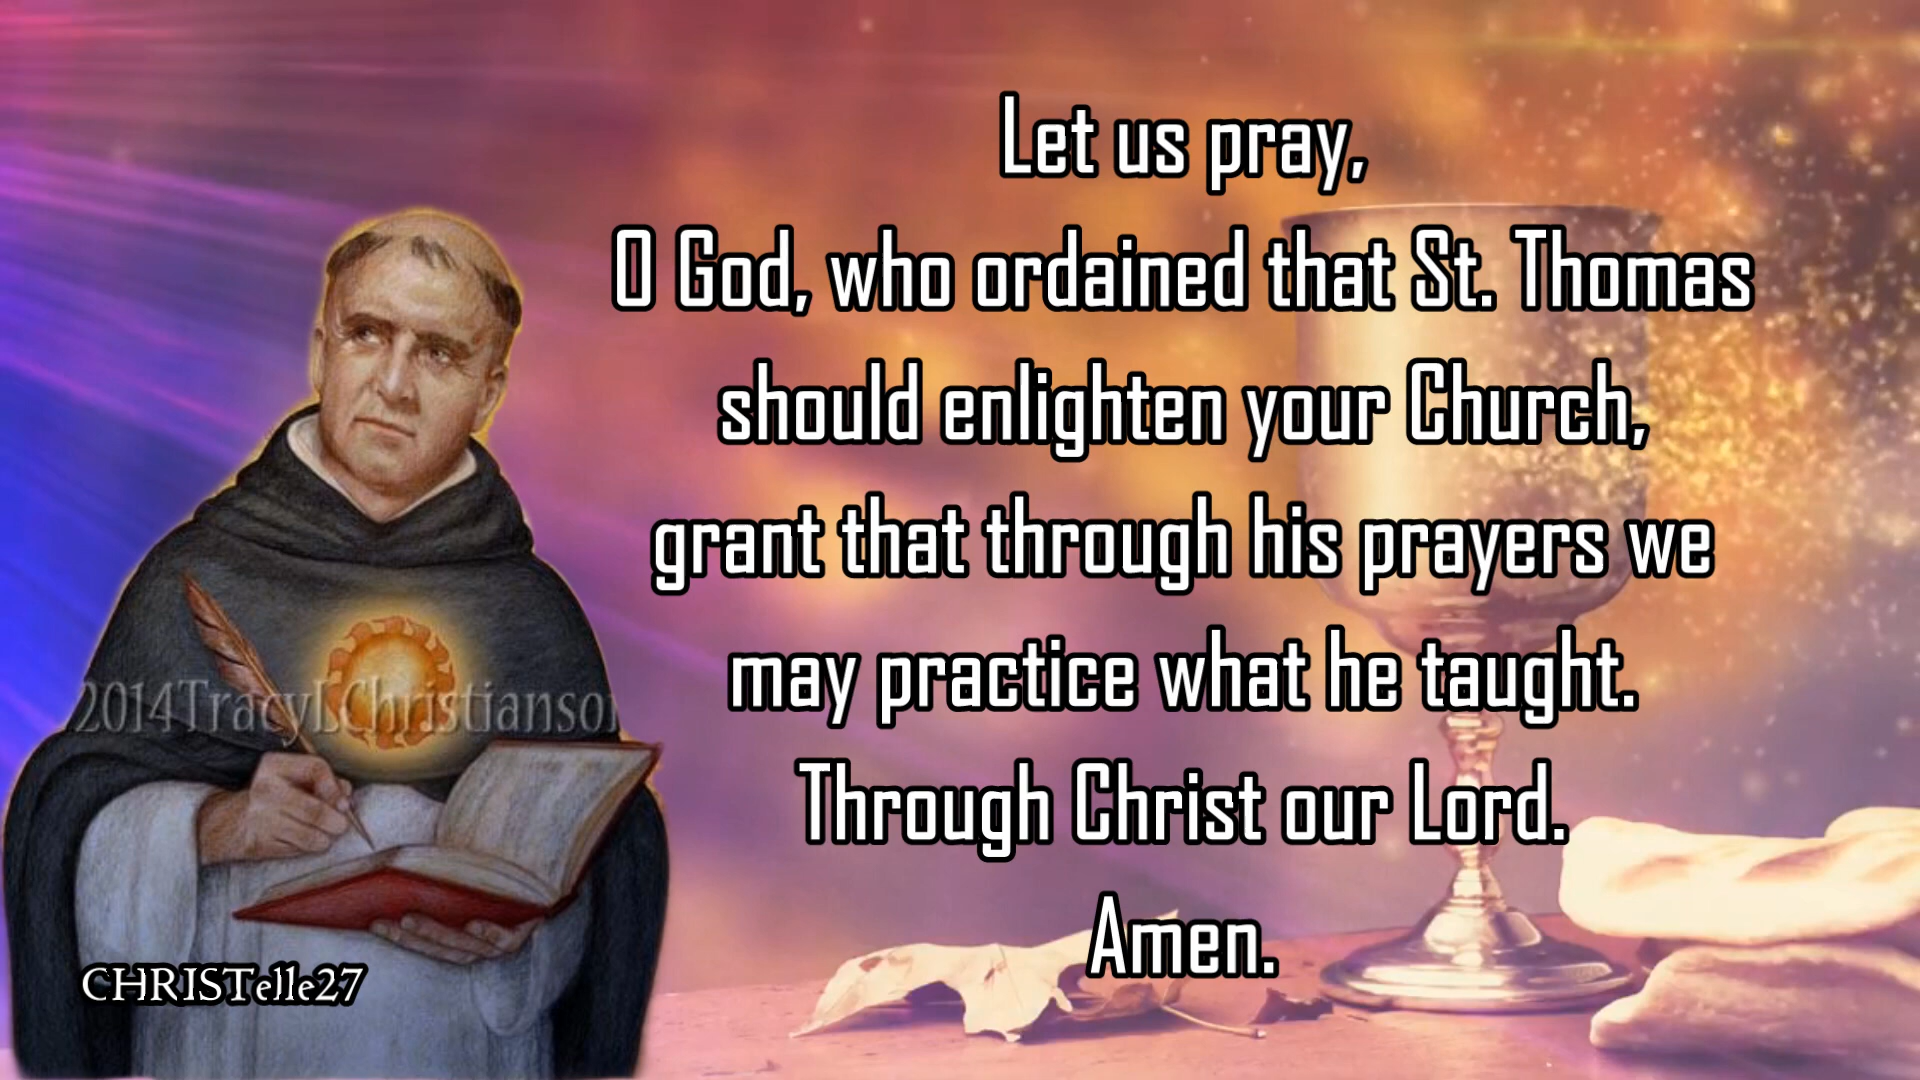 Let us pray,
O God, who ordained that St. Thomas
should enlighten your Church,
grant that through his prayers we
may practice what he taught.
Through Christ our Lord.
Amen.
2014TracyLChristianson
CHRISTelle27